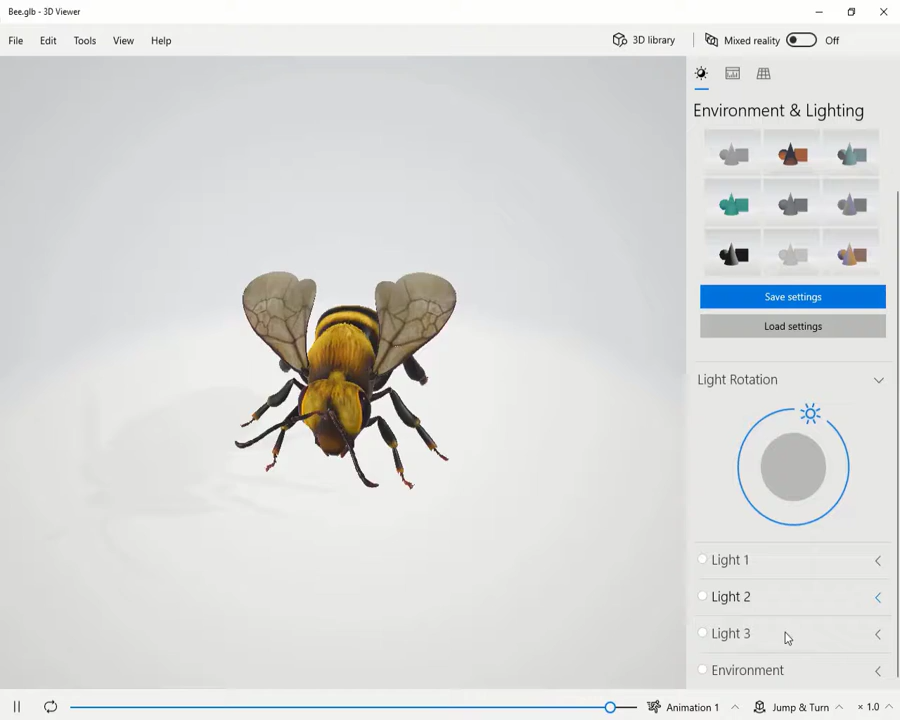 Bee.glb - 3D Viewer
File Edit Tools View Help 3D library Mixed reality Off
Environment & Lighting
Save settings
Load settings
Light Rotation
Light 1
Light 2
Light 3
Environment
Animation 1 Jump & Turn × 1.0